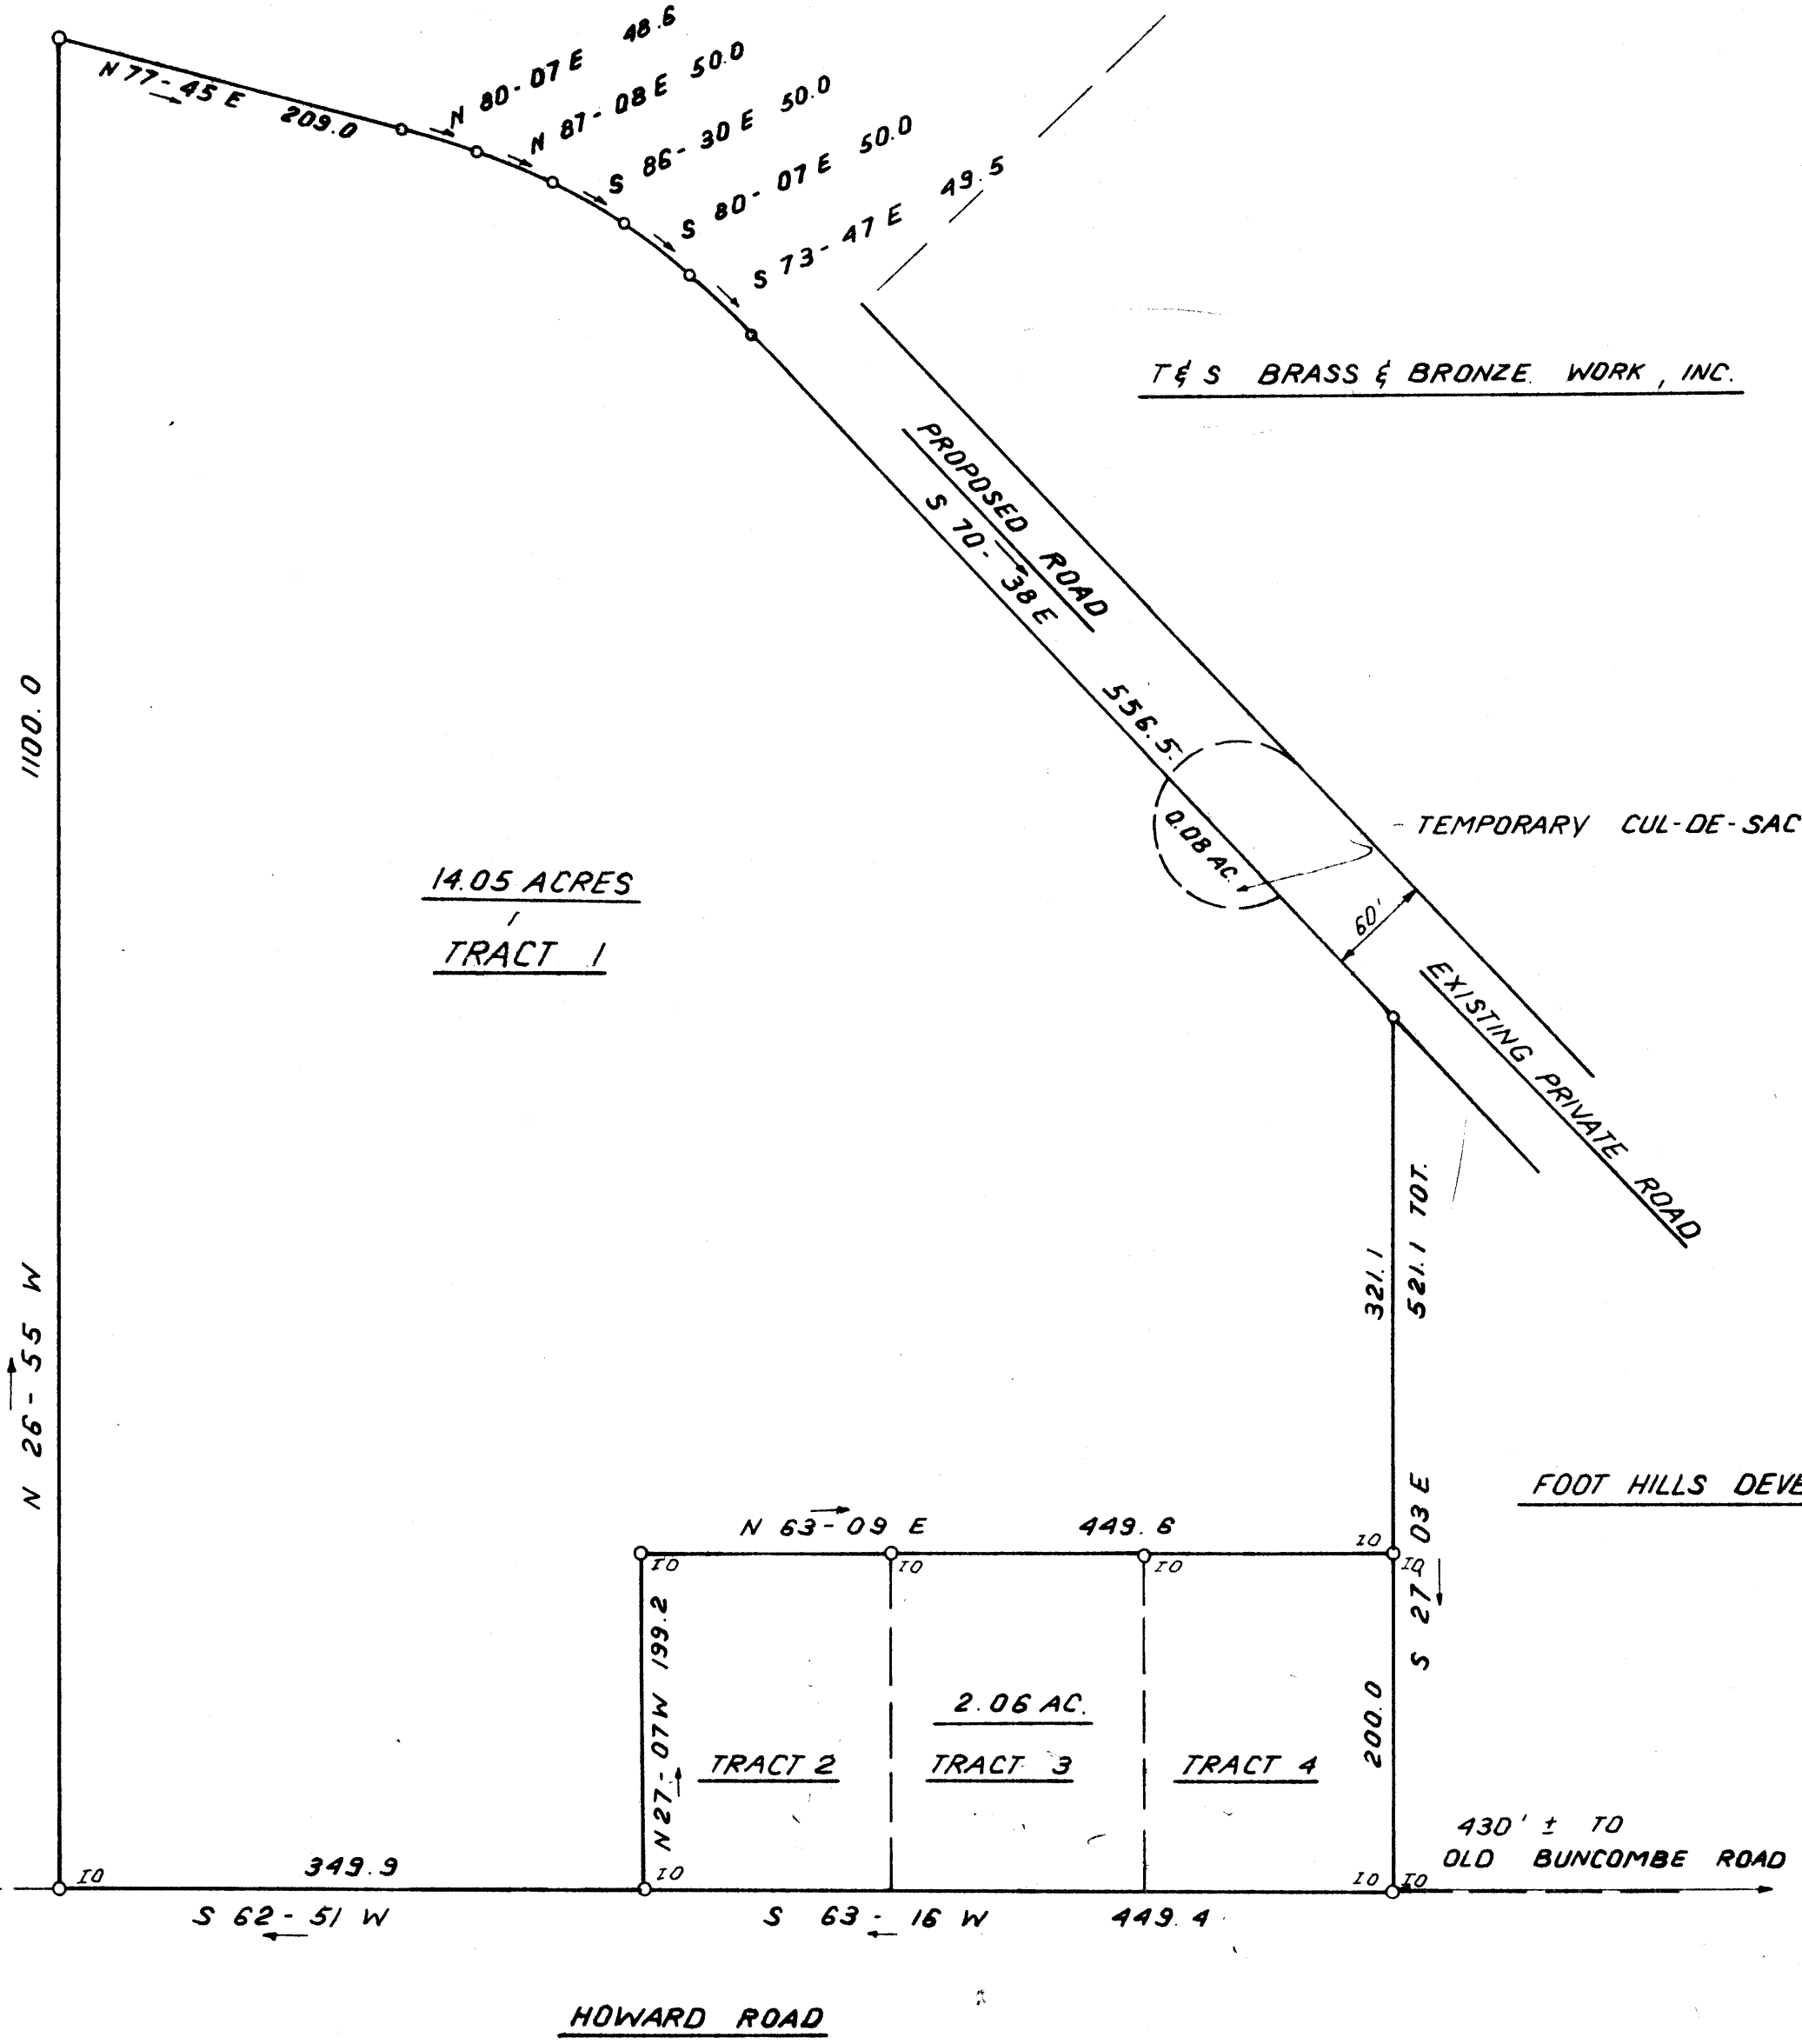 N 77-45 E 209.0
N 80-07 E 48.6
N 87-08 E 50.0
S 86-30 E 50.0
S 80-07 E 50.0
S 73-47 E 49.5
T & S BRASS & BRONZE WORK, INC.
PROPOSED ROAD
S 70-38 E 556.5
1100.0
0.08 AC.
TEMPORARY CUL-DE-SAC
14.05 ACRES
TRACT 1
60'
EXISTING PRIVATE ROAD
321.1
521.1 TOT.
N 26-55 W
S 27-03 E
FOOT HILLS DEVE
N 63-09 E 449.6
IO
IO
IO
IO
IO
N 27-07 W 199.2
2.06 AC.
TRACT 2
TRACT 3
TRACT 4
200.0
430' ± TO
OLD BUNCOMBE ROAD
IO
349.9
IO
IO
IO
S 62-51 W
S 63-16 W 449.4
HOWARD ROAD